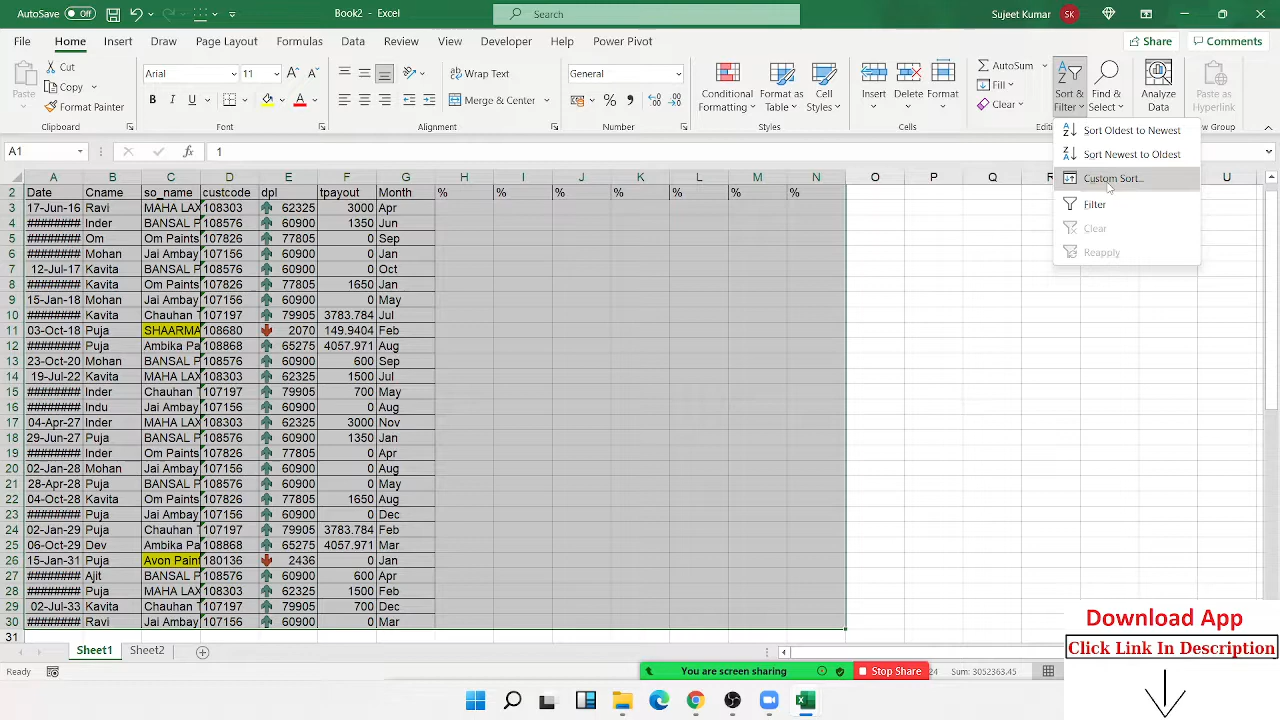 AutoSave Off Book2 - Excel Search Sujeet Kumar SK
File Home Insert Draw Page Layout Formulas Data Review View Developer Help Power Pivot Share Comments
Paste Cut Copy Format Painter Clipboard
Arial 11 B I U Font
Wrap Text Merge & Center Alignment
General % Number
Conditional Formatting Format as Table Cell Styles Styles
Insert Delete Format Cells
AutoSum Fill Clear Sort & Filter Find & Select
Analyze Data Paste as Hyperlink
Sort Oldest to Newest
Sort Newest to Oldest
Custom Sort...
Filter
Clear
Reapply
A1 fx 1
A B C D E F G H I J K L M N O P Q R U
2 Date Cname so_name custcode dpl tpayout Month % % % % % % %
3 17-Jun-16 Ravi MAHA LAX 108303 62325 3000 Apr
4 ######## Inder BANSAL P 108576 60900 1350 Jun
5 ######## Om Om Paints 107826 77805 0 Sep
6 ######## Mohan Jai Ambay 107156 60900 0 Jan
7 12-Jul-17 Kavita BANSAL P 108576 60900 0 Oct
8 ######## Kavita Om Paints 107826 77805 1650 Jan
9 15-Jan-18 Mohan Jai Ambay 107156 60900 0 May
10 ######## Kavita Chauhan T 107197 79905 3783.784 Jul
11 03-Oct-18 Puja SHAARMA 108680 2070 149.9404 Feb
12 ######## Puja Ambika Pa 108868 65275 4057.971 Aug
13 23-Oct-20 Mohan BANSAL P 108576 60900 600 Sep
14 19-Jul-22 Kavita MAHA LAX 108303 62325 1500 Jul
15 ######## Inder Chauhan T 107197 79905 700 May
16 ######## Indu Jai Ambay 107156 60900 0 Aug
17 04-Apr-27 Inder MAHA LAX 108303 62325 3000 Nov
18 29-Jun-27 Puja BANSAL P 108576 60900 1350 Jan
19 ######## Inder Om Paints 107826 77805 0 Apr
20 02-Jan-28 Mohan Jai Ambay 107156 60900 0 Aug
21 28-Apr-28 Puja BANSAL P 108576 60900 0 May
22 04-Oct-28 Kavita Om Paints 107826 77805 1650 Aug
23 ######## Puja Jai Ambay 107156 60900 0 Dec
24 02-Jan-29 Puja Chauhan T 107197 79905 3783.784 Feb
25 06-Oct-29 Dev Ambika Pa 108868 65275 4057.971 Mar
26 15-Jan-31 Puja Avon Paint 180136 2436 0 Jan
27 ######## Ajit BANSAL P 108576 60900 600 Apr
28 ######## Puja MAHA LAX 108303 62325 1500 Feb
29 02-Jul-33 Kavita Chauhan T 107197 79905 700 Dec
30 ######## Ravi Jai Ambay 107156 60900 0 Mar
31
Sheet1 Sheet2
Ready You are screen sharing Stop Share 24 Sum: 3052363.45
Download App
Click Link In Description